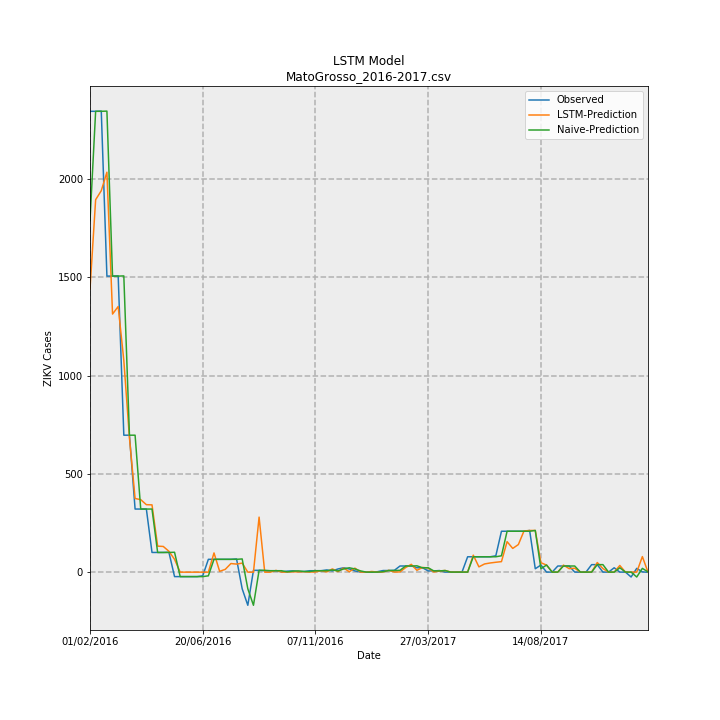 LSTM Model
MatoGrosso_2016-2017.csv
Observed
LSTM-Prediction
Naive-Prediction
ZIKV Cases
2000
1500
1000
500
0
01/02/2016 20/06/2016 07/11/2016 27/03/2017 14/08/2017
Date